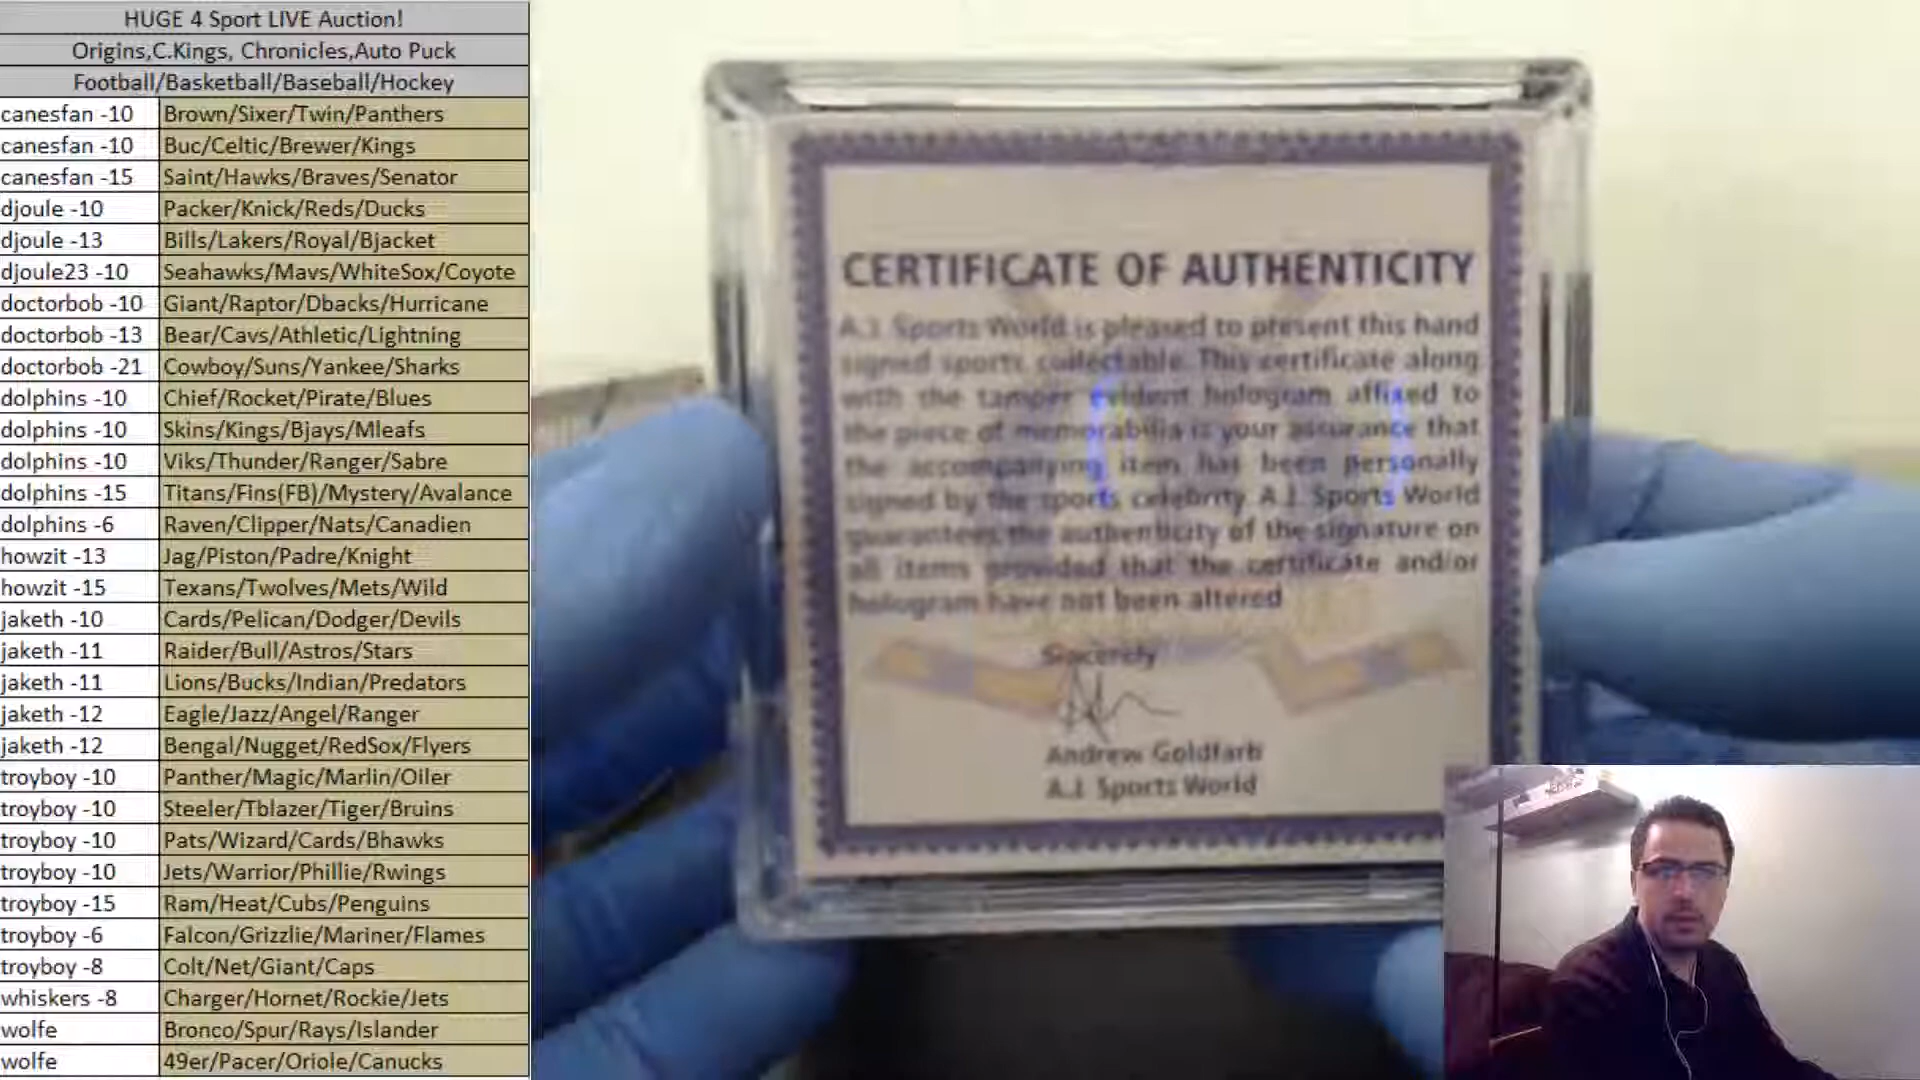 HUGE 4 Sport LIVE Auction!
Origins,C.Kings, Chronicles,Auto Puck
Football/Basketball/Baseball/Hockey
canesfan -10 Brown/Sixer/Twin/Panthers
canesfan -10 Buc/Celtic/Brewer/Kings
canesfan -15 Saint/Hawks/Braves/Senator
djoule -10 Packer/Knick/Reds/Ducks
djoule -13 Bills/Lakers/Royal/Bjacket
djoule23 -10 Seahawks/Mavs/WhiteSox/Coyote
doctorbob -10 Giant/Raptor/Dbacks/Hurricane
doctorbob -13 Bear/Cavs/Athletic/Lightning
doctorbob -21 Cowboy/Suns/Yankee/Sharks
dolphins -10 Chief/Rocket/Pirate/Blues
dolphins -10 Skins/Kings/Bjays/Mleafs
dolphins -10 Viks/Thunder/Ranger/Sabre
dolphins -15 Titans/Fins(FB)/Mystery/Avalance
dolphins -6 Raven/Clipper/Nats/Canadien
howzit -13 Jag/Piston/Padre/Knight
howzit -15 Texans/Twolves/Mets/Wild
jaketh -10 Cards/Pelican/Dodger/Devils
jaketh -11 Raider/Bull/Astros/Stars
jaketh -11 Lions/Bucks/Indian/Predators
jaketh -12 Eagle/Jazz/Angel/Ranger
jaketh -12 Bengal/Nugget/RedSox/Flyers
troyboy -10 Panther/Magic/Marlin/Oiler
troyboy -10 Steeler/Tblazer/Tiger/Bruins
troyboy -10 Pats/Wizard/Cards/Bhawks
troyboy -10 Jets/Warrior/Phillie/Rwings
troyboy -15 Ram/Heat/Cubs/Penguins
troyboy -6 Falcon/Grizzlie/Mariner/Flames
troyboy -8 Colt/Net/Giant/Caps
whiskers -8 Charger/Hornet/Rockie/Jets
wolfe Bronco/Spur/Rays/Islander
wolfe 49er/Pacer/Oriole/Canucks
CERTIFICATE OF AUTHENTICITY
A.J. Sports World is pleased to present this hand
signed sports collectable. This certificate along
with the tamper evident hologram affixed to
the piece of memorabilia is your assurance that
the accompanying item has been personally
signed by the sports celebrity. A.J. Sports World
guarantees the authenticity of the signature on
all items provided that the certificate and/or
hologram have not been altered
Sincerely
Andrew Goldfarb
A.J. Sports World